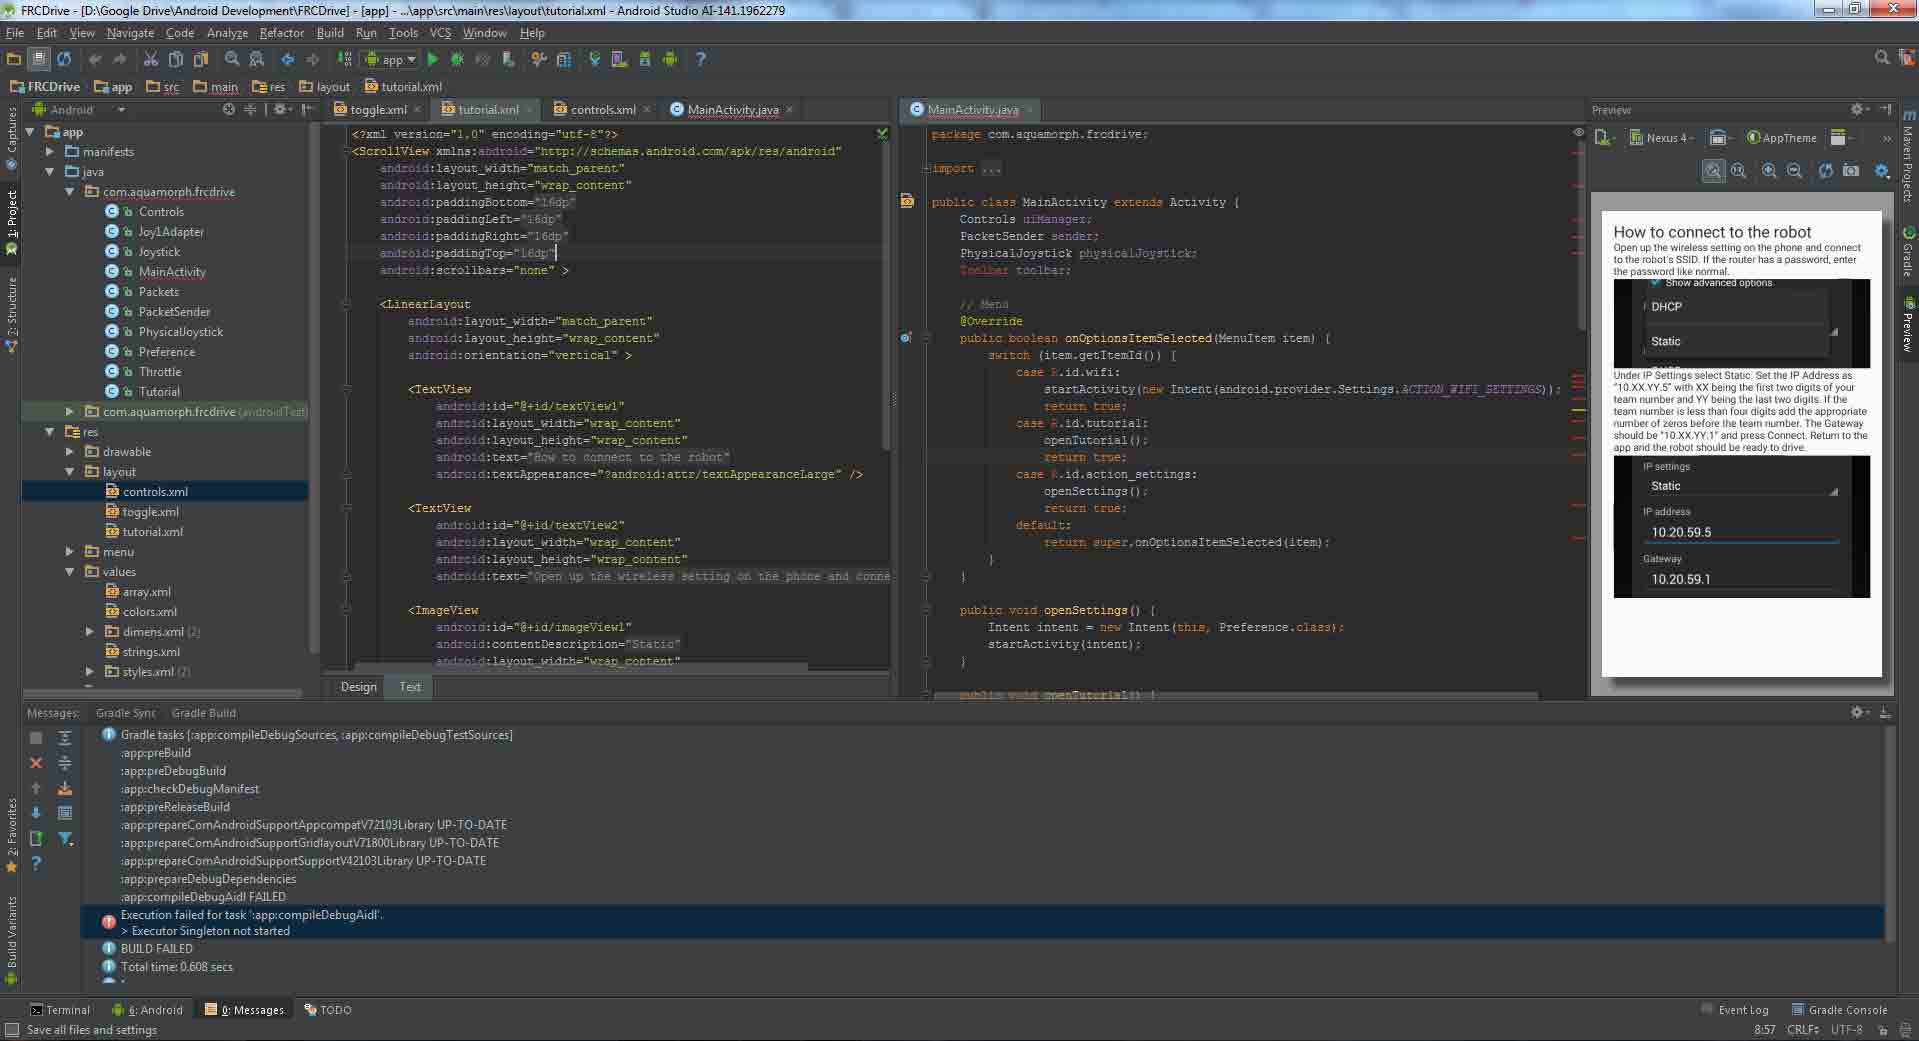 FRCDrive - [D:\Google Drive\Android Development\FRCDrive] - [app] - ...\app\src\main\res\layout\tutorial.xml - Android Studio AI-141.1962279
File Edit View Navigate Code Analyze Refactor Build Run Tools VCS Window Help
app
FRCDrive app src main res layout tutorial.xml
Captures
1: Project
2: Structure
2: Favorites
Build Variants
Android
app
manifests
java
com.aquamorph.frcdrive
Controls
Joy1Adapter
Joystick
MainActivity
Packets
PacketSender
PhysicalJoystick
Preference
Throttle
Tutorial
com.aquamorph.frcdrive (androidTest)
res
drawable
layout
controls.xml
toggle.xml
tutorial.xml
menu
values
array.xml
colors.xml
dimens.xml (2)
strings.xml
styles.xml (2)
toggle.xml tutorial.xml controls.xml MainActivity.java
<?xml version="1.0" encoding="utf-8"?>
<ScrollView xmlns:android="http://schemas.android.com/apk/res/android"
android:layout_width="match_parent"
android:layout_height="wrap_content"
android:paddingBottom="16dp"
android:paddingLeft="16dp"
android:paddingRight="16dp"
android:paddingTop="16dp"
android:scrollbars="none" >
<LinearLayout
android:layout_width="match_parent"
android:layout_height="wrap_content"
android:orientation="vertical" >
<TextView
android:id="@+id/textView1"
android:layout_width="wrap_content"
android:layout_height="wrap_content"
android:text="How to connect to the robot"
android:textAppearance="?android:attr/textAppearanceLarge" />
<TextView
android:id="@+id/textView2"
android:layout_width="wrap_content"
android:layout_height="wrap_content"
android:text="Open up the wireless setting on the phone and conne
<ImageView
android:id="@+id/imageView1"
android:contentDescription="Static"
android:layout_width="wrap_content"
Design Text
MainActivity.java
package com.aquamorph.frcdrive;
import ...
public class MainActivity extends Activity {
Controls uiManager;
PacketSender sender;
PhysicalJoystick physicalJoystick;
Toolbar toolbar;
// Menu
@Override
public boolean onOptionsItemSelected(MenuItem item) {
switch (item.getItemId()) {
case R.id.wifi:
startActivity(new Intent(android.provider.Settings.ACTION_WIFI_SETTINGS));
return true;
case R.id.tutorial:
openTutorial();
return true;
case R.id.action_settings:
openSettings();
return true;
default:
return super.onOptionsItemSelected(item);
}
}
public void openSettings() {
Intent intent = new Intent(this, Preference.class);
startActivity(intent);
}
public void openTutorial() {
Preview
Nexus 4 AppTheme
How to connect to the robot
Open up the wireless setting on the phone and connect
to the robot's SSID. If the router has a password, enter
the password like normal.
Show advanced options
DHCP
Static
Under IP Settings select Static. Set the IP Address as
"10.XX.YY.5" with XX being the first two digits of your
team number and YY being the last two digits. If the
team number is less than four digits add the appropriate
number of zeros before the team number. The Gateway
should be "10.XX.YY.1" and press Connect. Return to the
app and the robot should be ready to drive.
IP settings
Static
IP address
10.20.59.5
Gateway
10.20.59.1
Maven Projects
Gradle
Preview
Messages: Gradle Sync Gradle Build
Gradle tasks [:app:compileDebugSources, :app:compileDebugTestSources]
:app:preBuild
:app:preDebugBuild
:app:checkDebugManifest
:app:preReleaseBuild
:app:prepareComAndroidSupportAppcompatV72103Library UP-TO-DATE
:app:prepareComAndroidSupportGridlayoutV71800Library UP-TO-DATE
:app:prepareComAndroidSupportSupportV42103Library UP-TO-DATE
:app:prepareDebugDependencies
:app:compileDebugAidl FAILED
Execution failed for task ':app:compileDebugAidl'.
> Executor Singleton not started
BUILD FAILED
Total time: 0.608 secs
Terminal 6: Android 0: Messages TODO Event Log Gradle Console
Save all files and settings 8:57 CRLF UTF-8